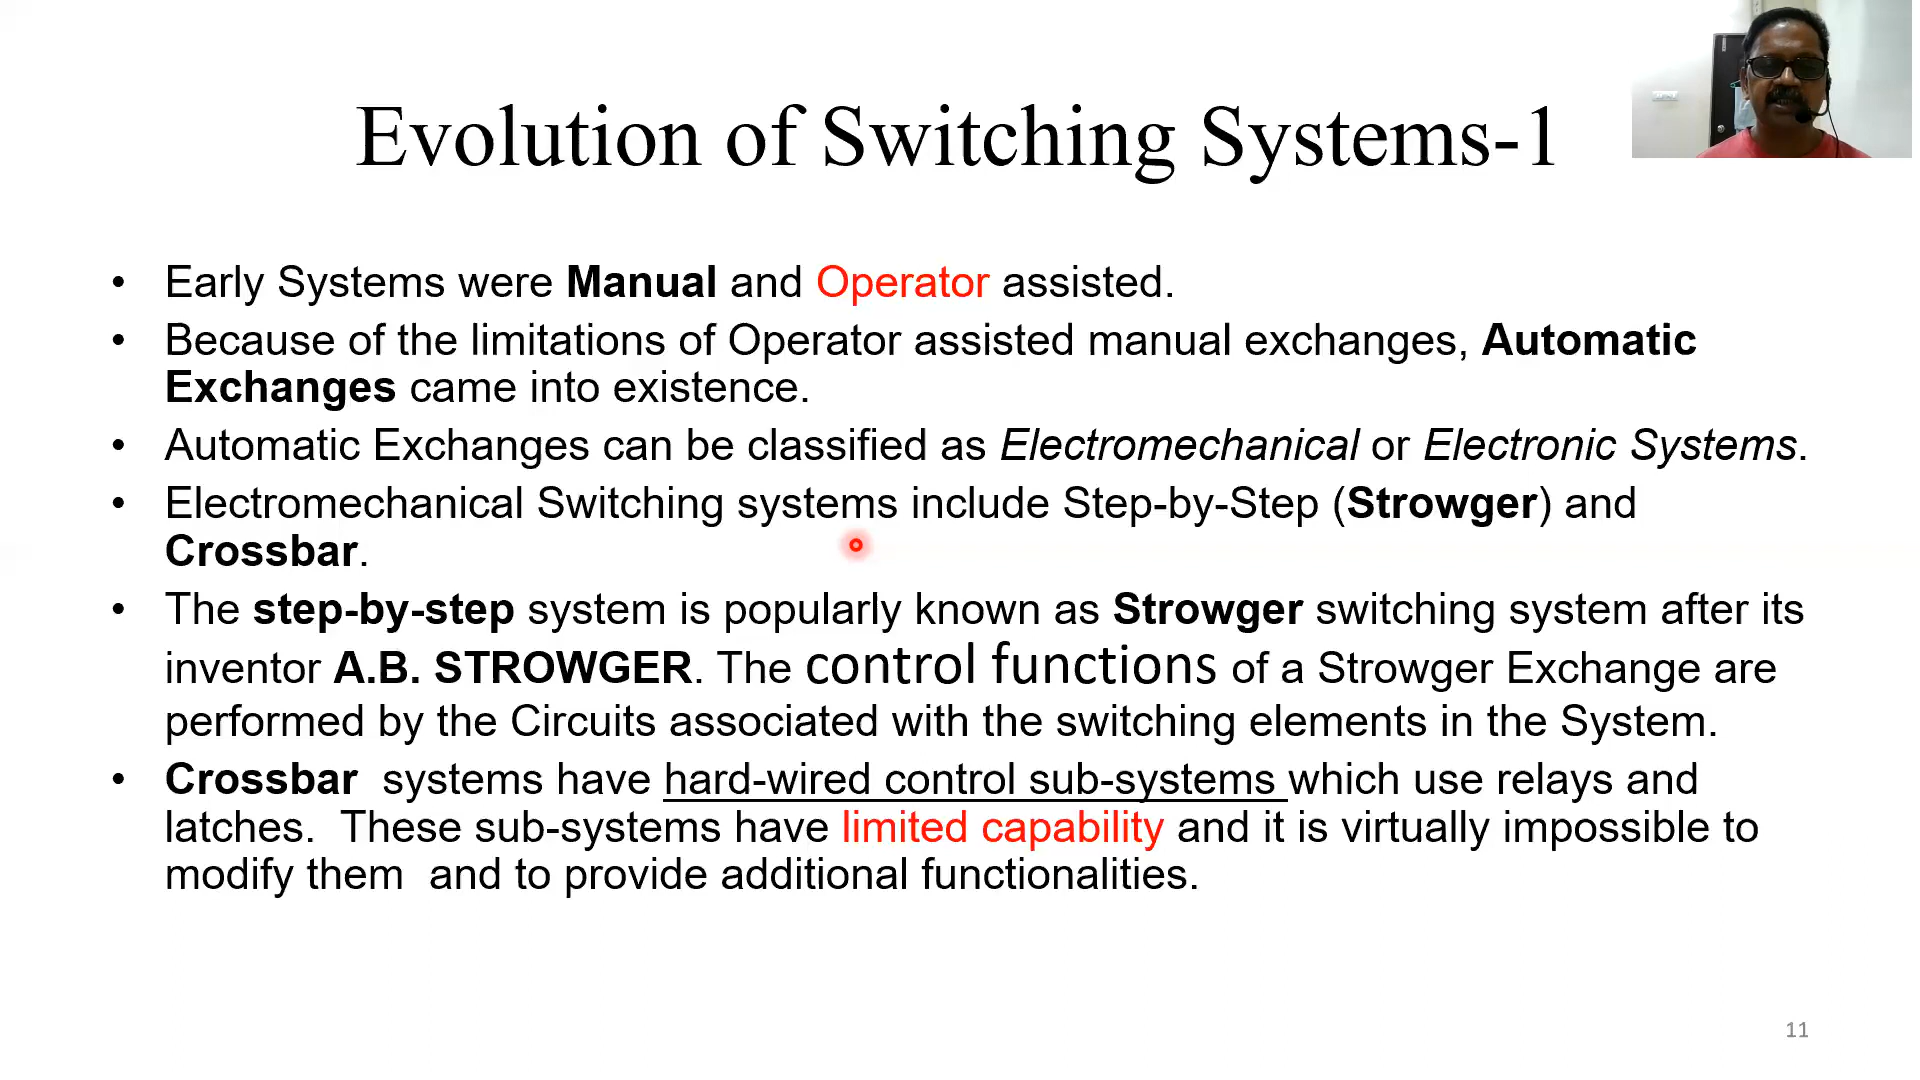 Evolution of Switching Systems-1
• Early Systems were Manual and Operator assisted.
• Because of the limitations of Operator assisted manual exchanges, Automatic
Exchanges came into existence.
• Automatic Exchanges can be classified as Electromechanical or Electronic Systems.
• Electromechanical Switching systems include Step-by-Step (Strowger) and
Crossbar.
• The step-by-step system is popularly known as Strowger switching system after its
inventor A.B. STROWGER. The control functions of a Strowger Exchange are
performed by the Circuits associated with the switching elements in the System.
• Crossbar  systems have hard-wired control sub-systems which use relays and
latches.  These sub-systems have limited capability and it is virtually impossible to
modify them  and to provide additional functionalities.
11